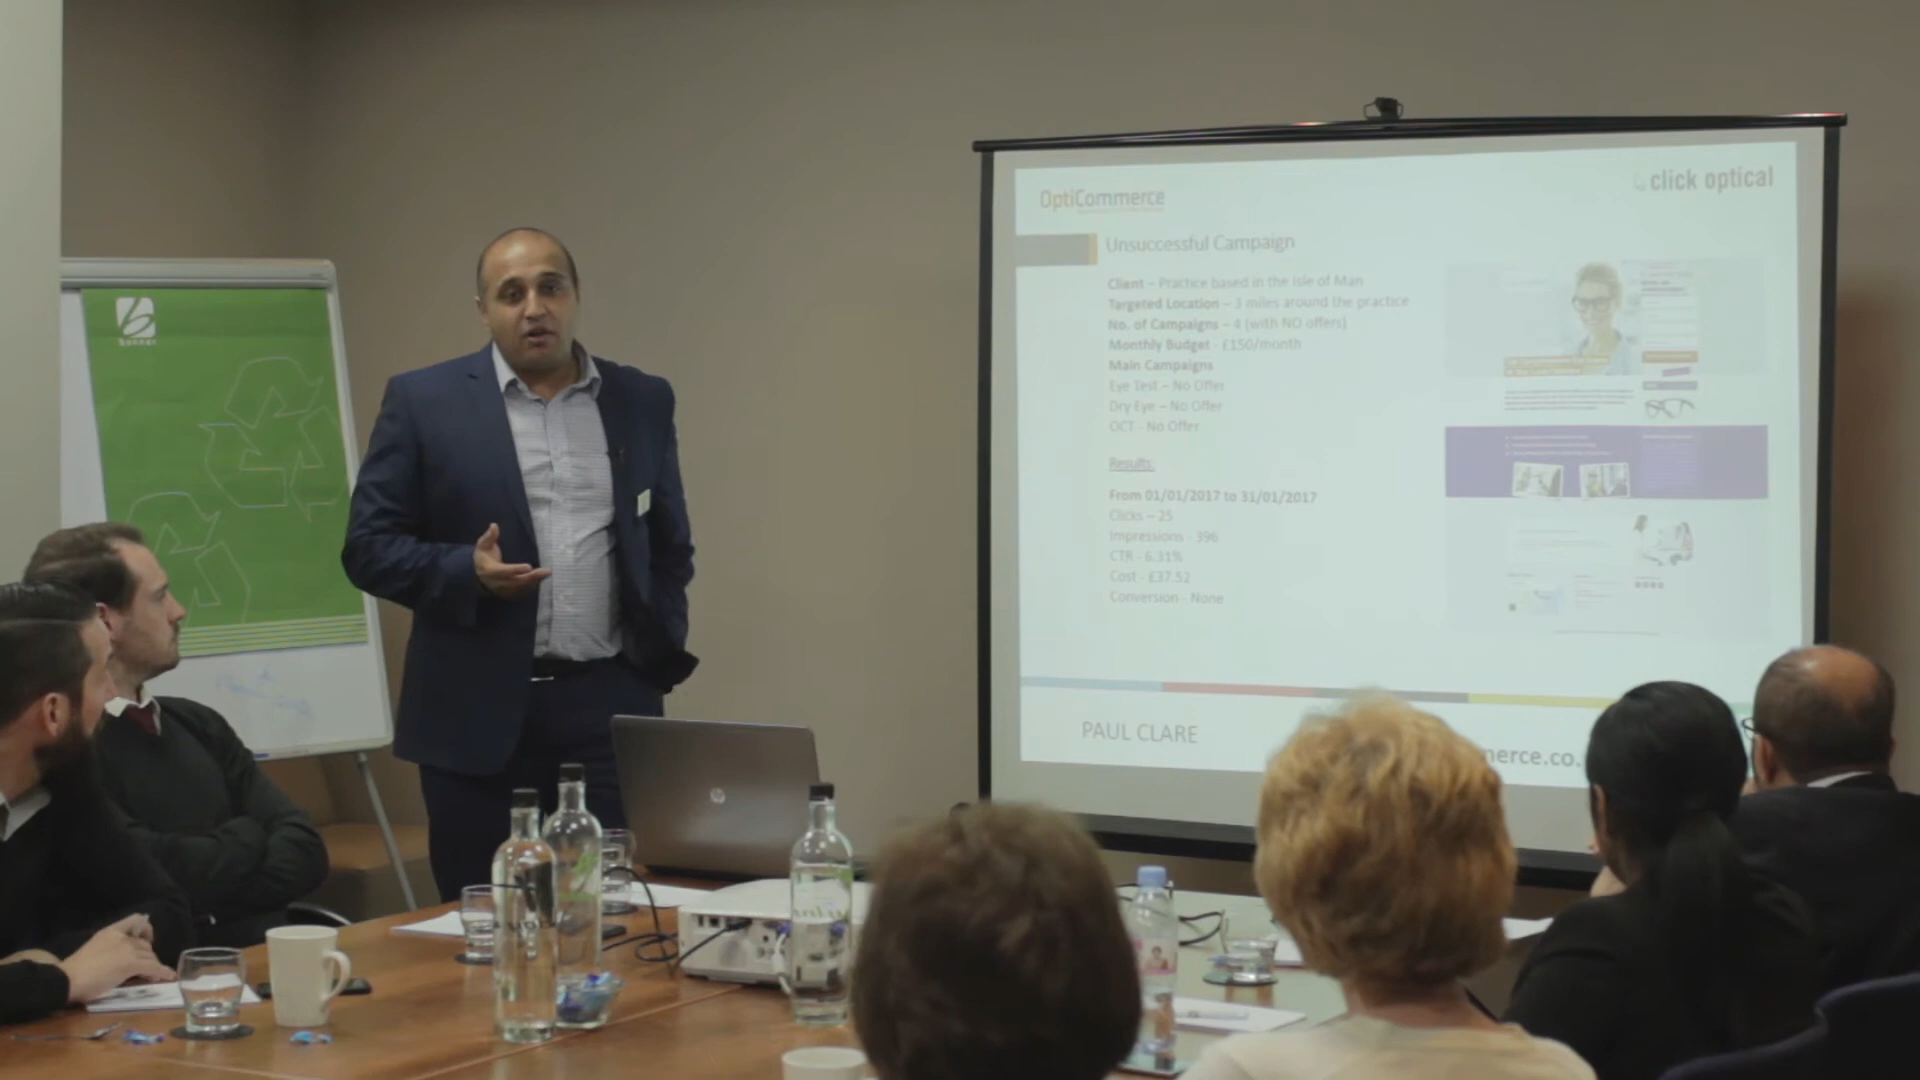 banner
OptiCommerce
click optical
Unsuccessful Campaign
Client – Practice based in the Isle of Man
Targeted Location – 3 miles around the practice
No. of Campaigns – 4 (with NO offers)
Monthly Budget - £150/month
Main Campaigns
Eye Test – No Offer
Dry Eye – No Offer
OCT - No Offer
Results:
From 01/01/2017 to 31/01/2017
Clicks – 25
Impressions - 396
CTR - 6.31%
Cost - £37.52
Conversion - None
PAUL CLARE
merce.co.
hp